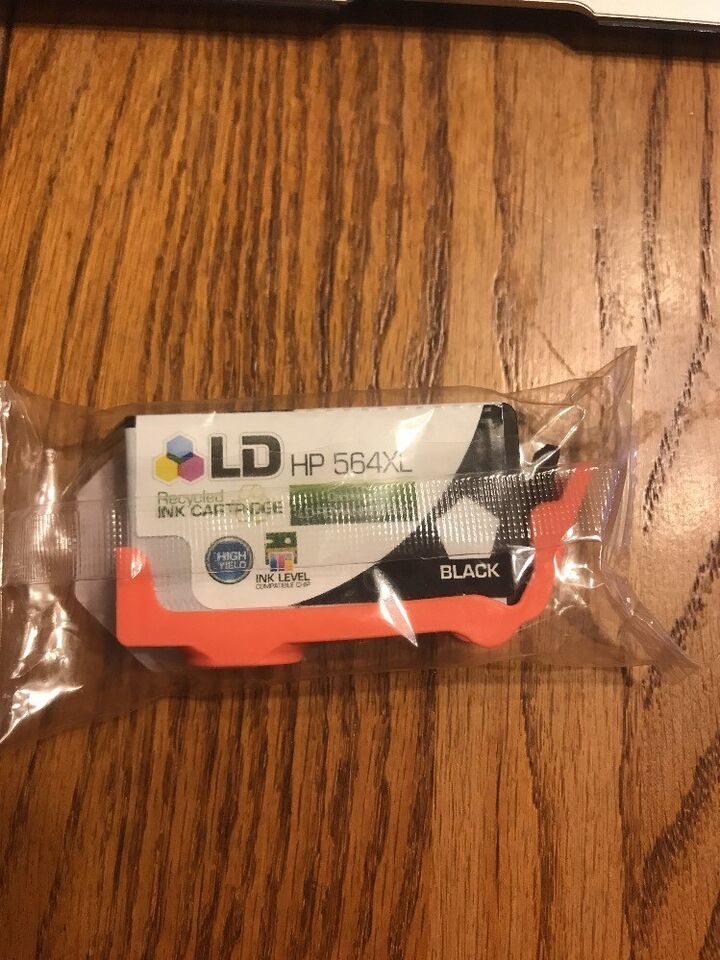 LD HP 564XL
Recycled
INK CARTRIDGE
HIGH
YIELD
INK LEVEL
COMPATIBLE CHIP
BLACK